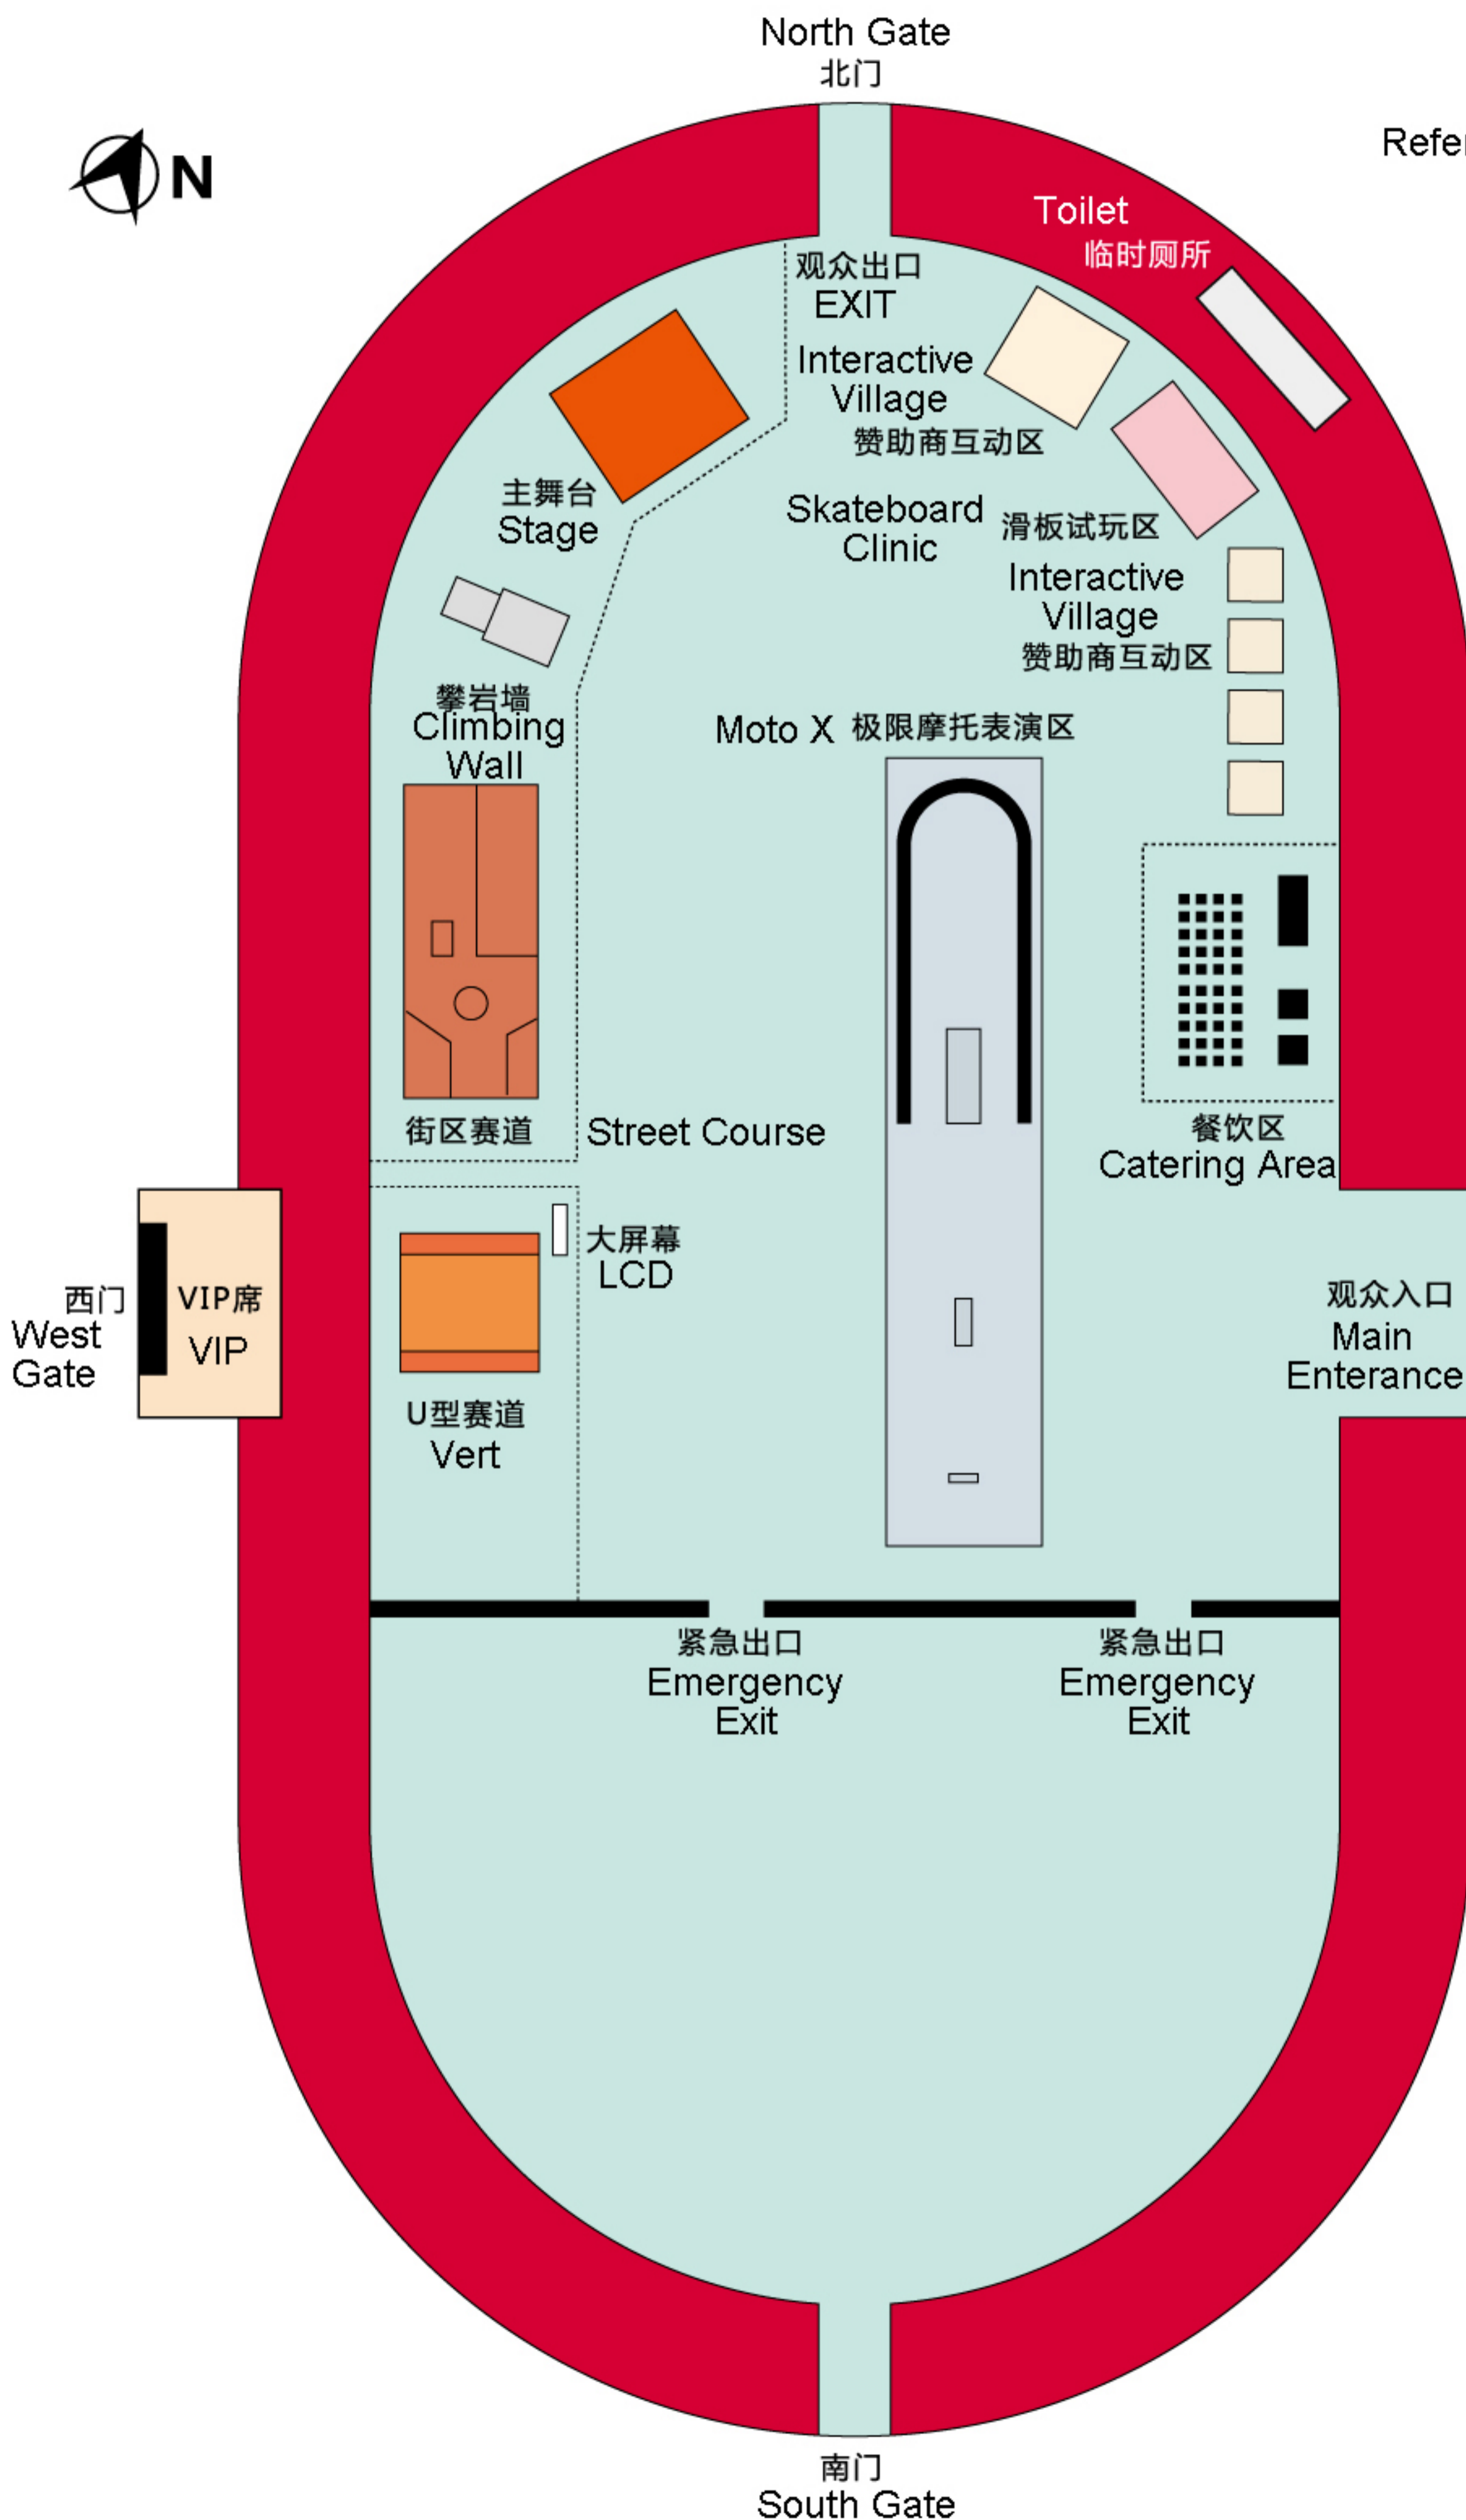 North Gate
北门
N
Refer
Toilet
临时厕所
观众出口
EXIT
Interactive
Village
赞助商互动区
主舞台
Stage
Skateboard
Clinic
滑板试玩区
Interactive
Village
赞助商互动区
攀岩墙
Climbing
Wall
Moto X 极限摩托表演区
街区赛道
Street Course
餐饮区
Catering Area
大屏幕
LCD
西门
West
Gate
VIP席
VIP
观众入口
Main
Enterance
U型赛道
Vert
紧急出口
Emergency
Exit
紧急出口
Emergency
Exit
南门
South Gate